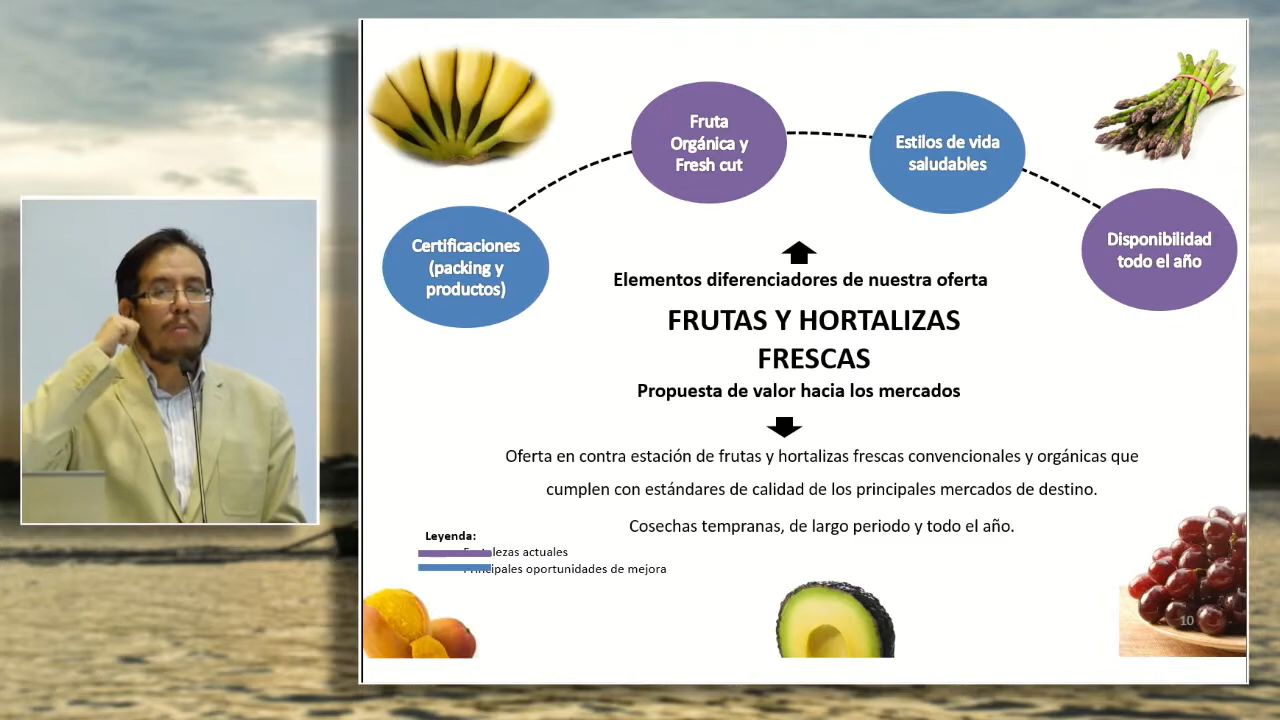 Fruta
Orgánica y
Fresh cut
Estilos de vida
saludables
Certificaciones
(packing y
productos)
Disponibilidad
todo el año
Elementos diferenciadores de nuestra oferta
FRUTAS Y HORTALIZAS
FRESCAS
Propuesta de valor hacia los mercados
Oferta en contra estación de frutas y hortalizas frescas convencionales y orgánicas que
cumplen con estándares de calidad de los principales mercados de destino.
Cosechas tempranas, de largo periodo y todo el año.
Leyenda:
Fortalezas actuales
Principales oportunidades de mejora
10